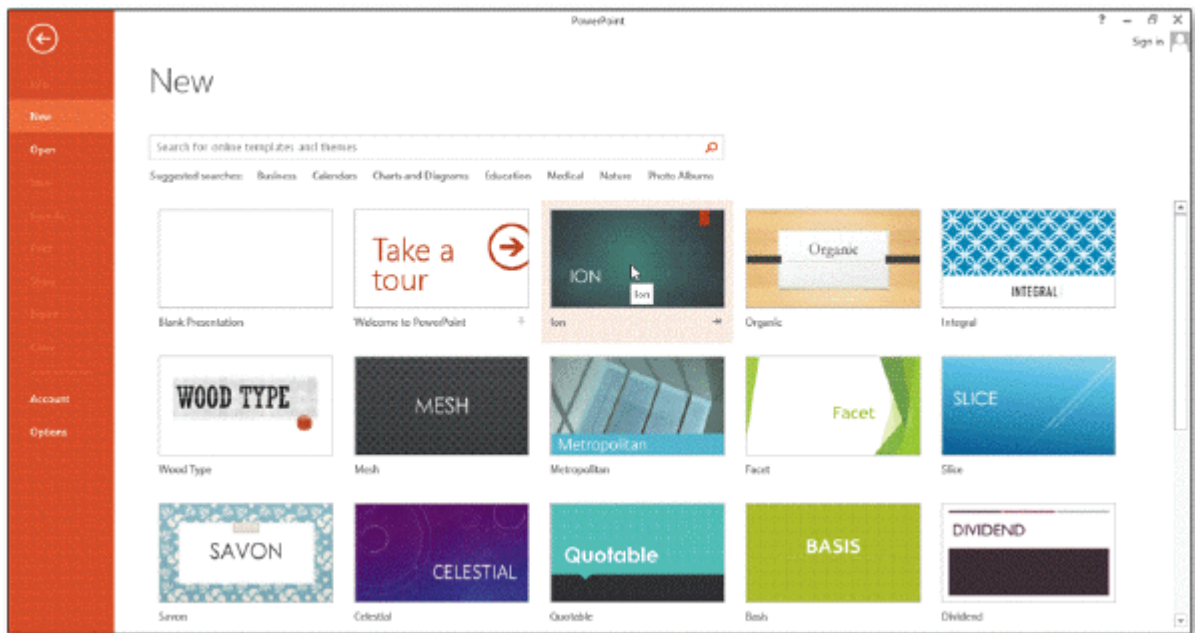 PowerPoint
?
Sign in
New
New
Open
Account
Options
Search for online templates and themes
Suggested searches: Business Calendars Charts and Diagrams Education Medical Nature Photo Albums
Take a
tour
ION
Ion
Organic
INTEGRAL
Blank Presentation
Welcome to PowerPoint
Ion
Organic
Integral
WOOD TYPE
MESH
Metropolitan
Facet
SLICE
Wood Type
Mesh
Metropolitan
Facet
Slice
SAVON
CELESTIAL
Quotable
BASIS
DIVIDEND
Savon
Celestial
Quotable
Basis
Dividend